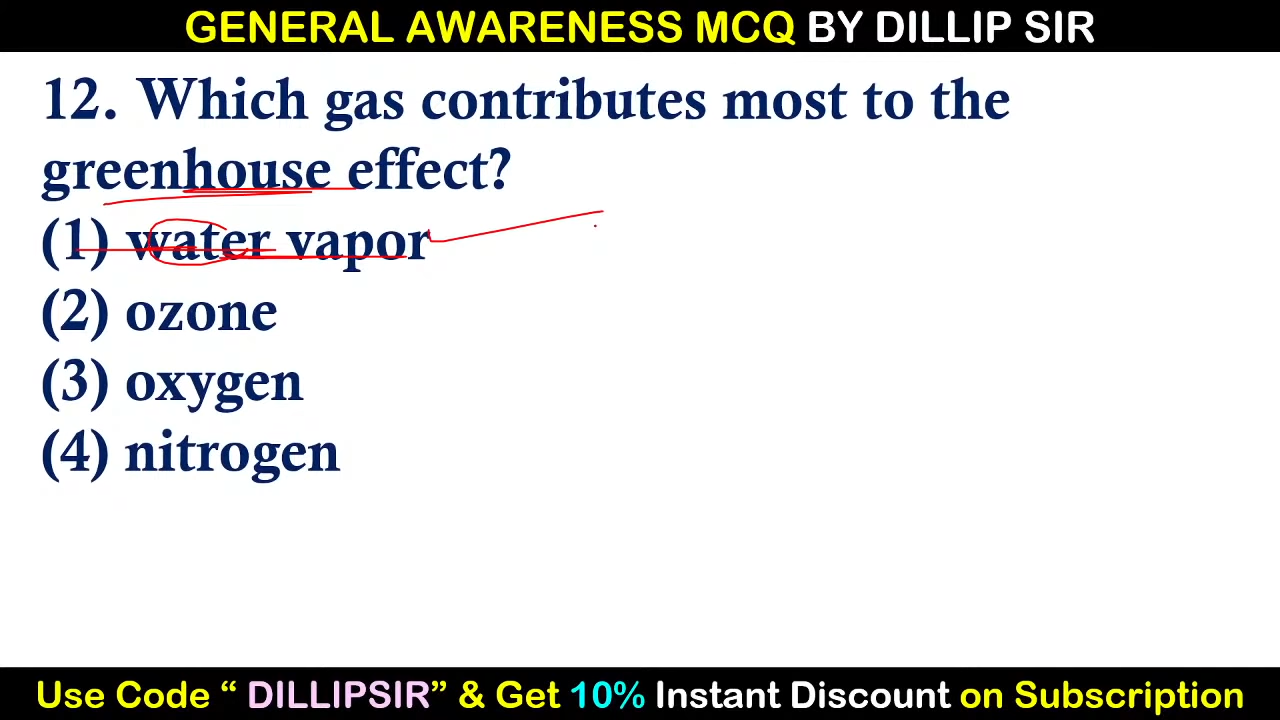 GENERAL AWARENESS MCQ BY DILLIP SIR
12. Which gas contributes most to the
greenhouse effect?
(1) water vapor
(2) ozone
(3) oxygen
(4) nitrogen
Use Code “ DILLIPSIR” & Get 10% Instant Discount on Subscription